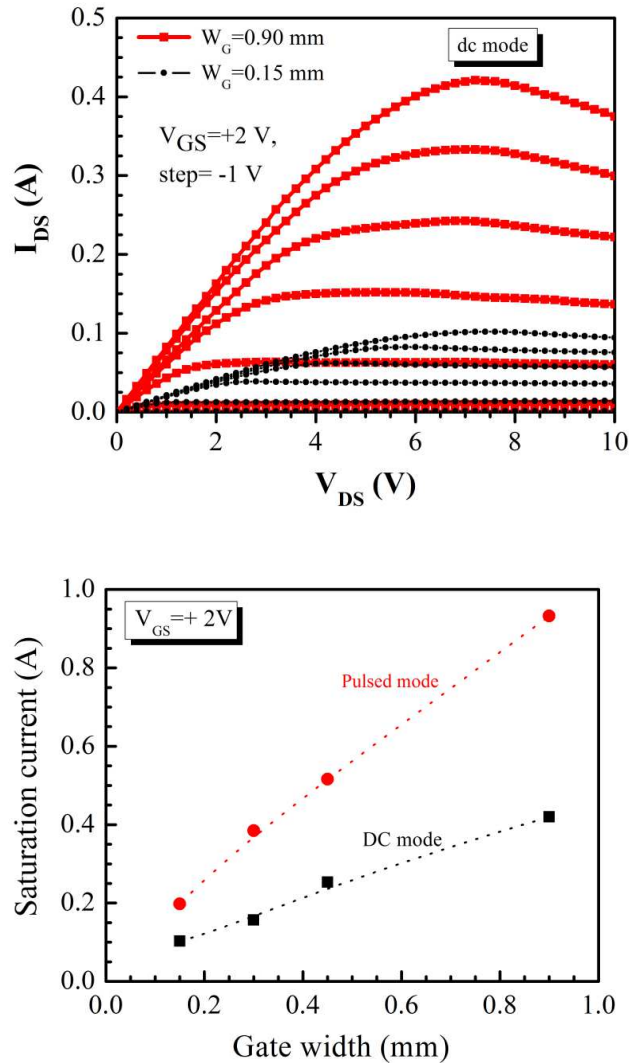 0.5
W_G=0.90 mm
dc mode
W_G=0.15 mm
0.4
V_GS=+2 V,
step= -1 V
0.3
I_DS (A)
0.2
0.1
0.0
0 2 4 6 8 10
V_DS (V)
1.0
V_GS=+ 2V
0.8
Pulsed mode
0.6
Saturation current (A)
0.4
DC mode
0.2
0.0
0.0 0.2 0.4 0.6 0.8 1.0
Gate width (mm)